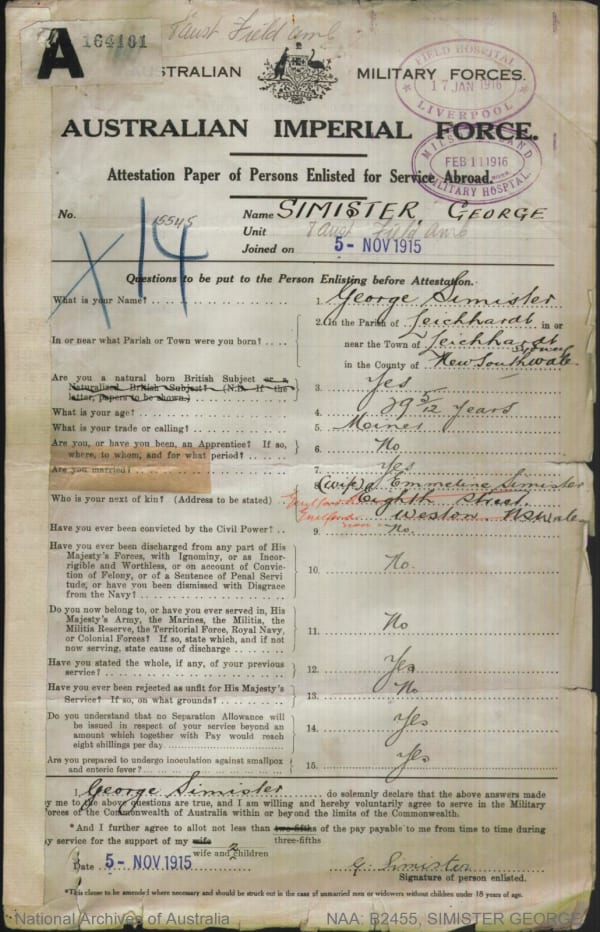 A 164161
Field Amb
AUSTRALIAN MILITARY FORCES.
FIELD HOSPITAL
17 JAN 1916
LIVERPOOL
AUSTRALIAN IMPERIAL FORCE.
FEB 11 1916
MILITARY HOSPITAL
Attestation Paper of Persons Enlisted for Service Abroad.
No. 15545
Name SIMISTER, GEORGE
X14
Unit Field Amb
Joined on 5- NOV 1915
Questions to be put to the Person Enlisting before Attestation.
What is your Name? 1. George Simister
In or near what Parish or Town were you born? 2. In the Parish of Leichhardt in or
near the Town of Leichhardt
Sydney
in the County of New South Wales
Are you a natural born British Subject or a
Naturalized British Subject? (N.B. If the
latter, papers to be shown.) 3. Yes
What is your age? 4. 39 5/12 Years
What is your trade or calling? 5. Miner
Are you, or have you been, an Apprentice? If so,
where, to whom, and for what period? 6. No
Are you married? 7. Yes
8. (wife) Emmeline Simister
Who is your next of kin? (Address to be stated) Eighth Street
Guildford
Weston NSWales
Have you ever been convicted by the Civil Power? 9. No.
Have you ever been discharged from any part of His
Majesty's Forces, with Ignominy, or as Incor-
rigible and Worthless, or on account of Convic-
tion of Felony, or of a Sentence of Penal Servi
tude, or have you been dismissed with Disgrace
from the Navy? 10. No.
Do you now belong to, or have you ever served in, His
Majesty's Army, the Marines, the Militia, the
Militia Reserve, the Territorial Force, Royal Navy,
or Colonial Forces? If so, state which, and if not
now serving, state cause of discharge 11. No
Have you stated the whole, if any, of your previous
service? 12. Yes
Have you ever been rejected as unfit for His Majesty's
Service? If so, on what grounds? 13. No
Do you understand that no Separation Allowance will
be issued in respect of your service beyond an
amount which together with Pay would reach
eight shillings per day. 14. Yes
Are you prepared to undergo inoculation against smallpox
and enteric fever? 15. Yes
I, George Simister do solemnly declare that the above answers made
by me to the above questions are true, and I am willing and hereby voluntarily agree to serve in the Military
Forces of the Commonwealth of Australia within or beyond the limits of the Commonwealth.
*And I further agree to allot not less than two-fifths of the pay payable to me from time to time during
three-fifths
my service for the support of my wife
wife and 2 children
Date 5- NOV 1915
G. Simister
Signature of person enlisted.
*This clause to be amended where necessary and should be struck out in the case of unmarried men or widowers without children under 18 years of age.
National Archives of Australia
NAA: B2455, SIMISTER GEORGE